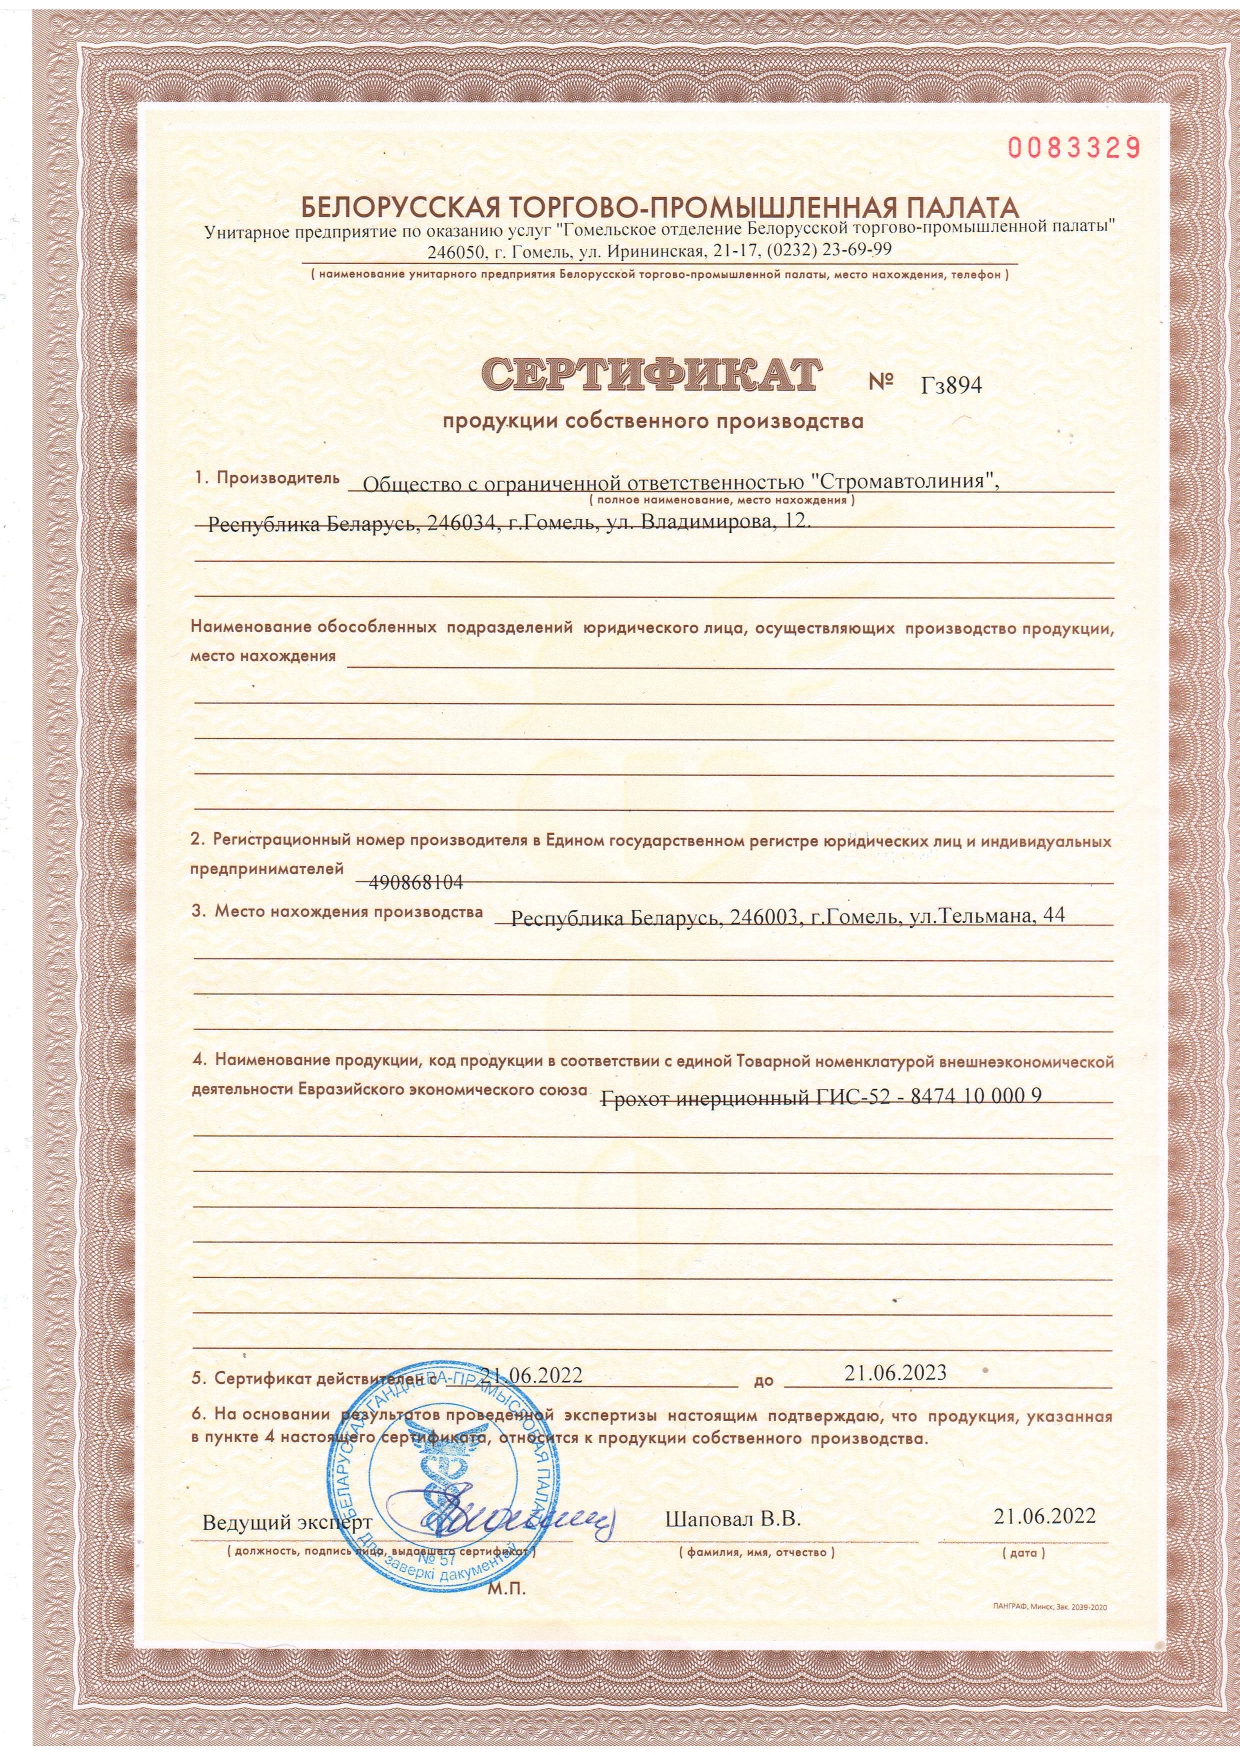 0083329
БЕЛОРУССКАЯ ТОРГОВО-ПРОМЫШЛЕННАЯ ПАЛАТА
Унитарное предприятие по оказанию услуг "Гомельское отделение Белорусской торгово-промышленной палаты"
246050, г. Гомель, ул. Ирининская, 21-17, (0232) 23-69-99
( наименование унитарного предприятия Белорусской торгово-промышленной палаты, место нахождения, телефон )
СЕРТИФИКАТ № Гз894
продукции собственного производства
1. Производитель Общество с ограниченной ответственностью "Стромавтолиния",
( полное наименование, место нахождения )
Республика Беларусь, 246034, г.Гомель, ул. Владимирова, 12.
Наименование обособленных подразделений юридического лица, осуществляющих производство продукции,
место нахождения
2. Регистрационный номер производителя в Едином государственном регистре юридических лиц и индивидуальных
предпринимателей 490868104
3. Место нахождения производства Республика Беларусь, 246003, г.Гомель, ул.Тельмана, 44
4. Наименование продукции, код продукции в соответствии с единой Товарной номенклатурой внешнеэкономической
деятельности Евразийского экономического союза Грохот инерционный ГИС-52 - 8474 10 000 9
5. Сертификат действителен с 21.06.2022 до 21.06.2023
6. На основании результатов проведенной экспертизы настоящим подтверждаю, что продукция, указанная
в пункте 4 настоящего сертификата, относится к продукции собственного производства.
БЕЛАРУСКАЯ ГАНДЛЁВА-ПРАМЫСЛОВАЯ ПАЛАТА
Ведущий эксперт Шаповал В.В. 21.06.2022
( должность, подпись лица, выдавшего сертификат ) ( фамилия, имя, отчество ) ( дата )
№ 57
Для заверкі дакументаў
М.П.
ПАНГРАФ, Минск, Зак. 2039-2020